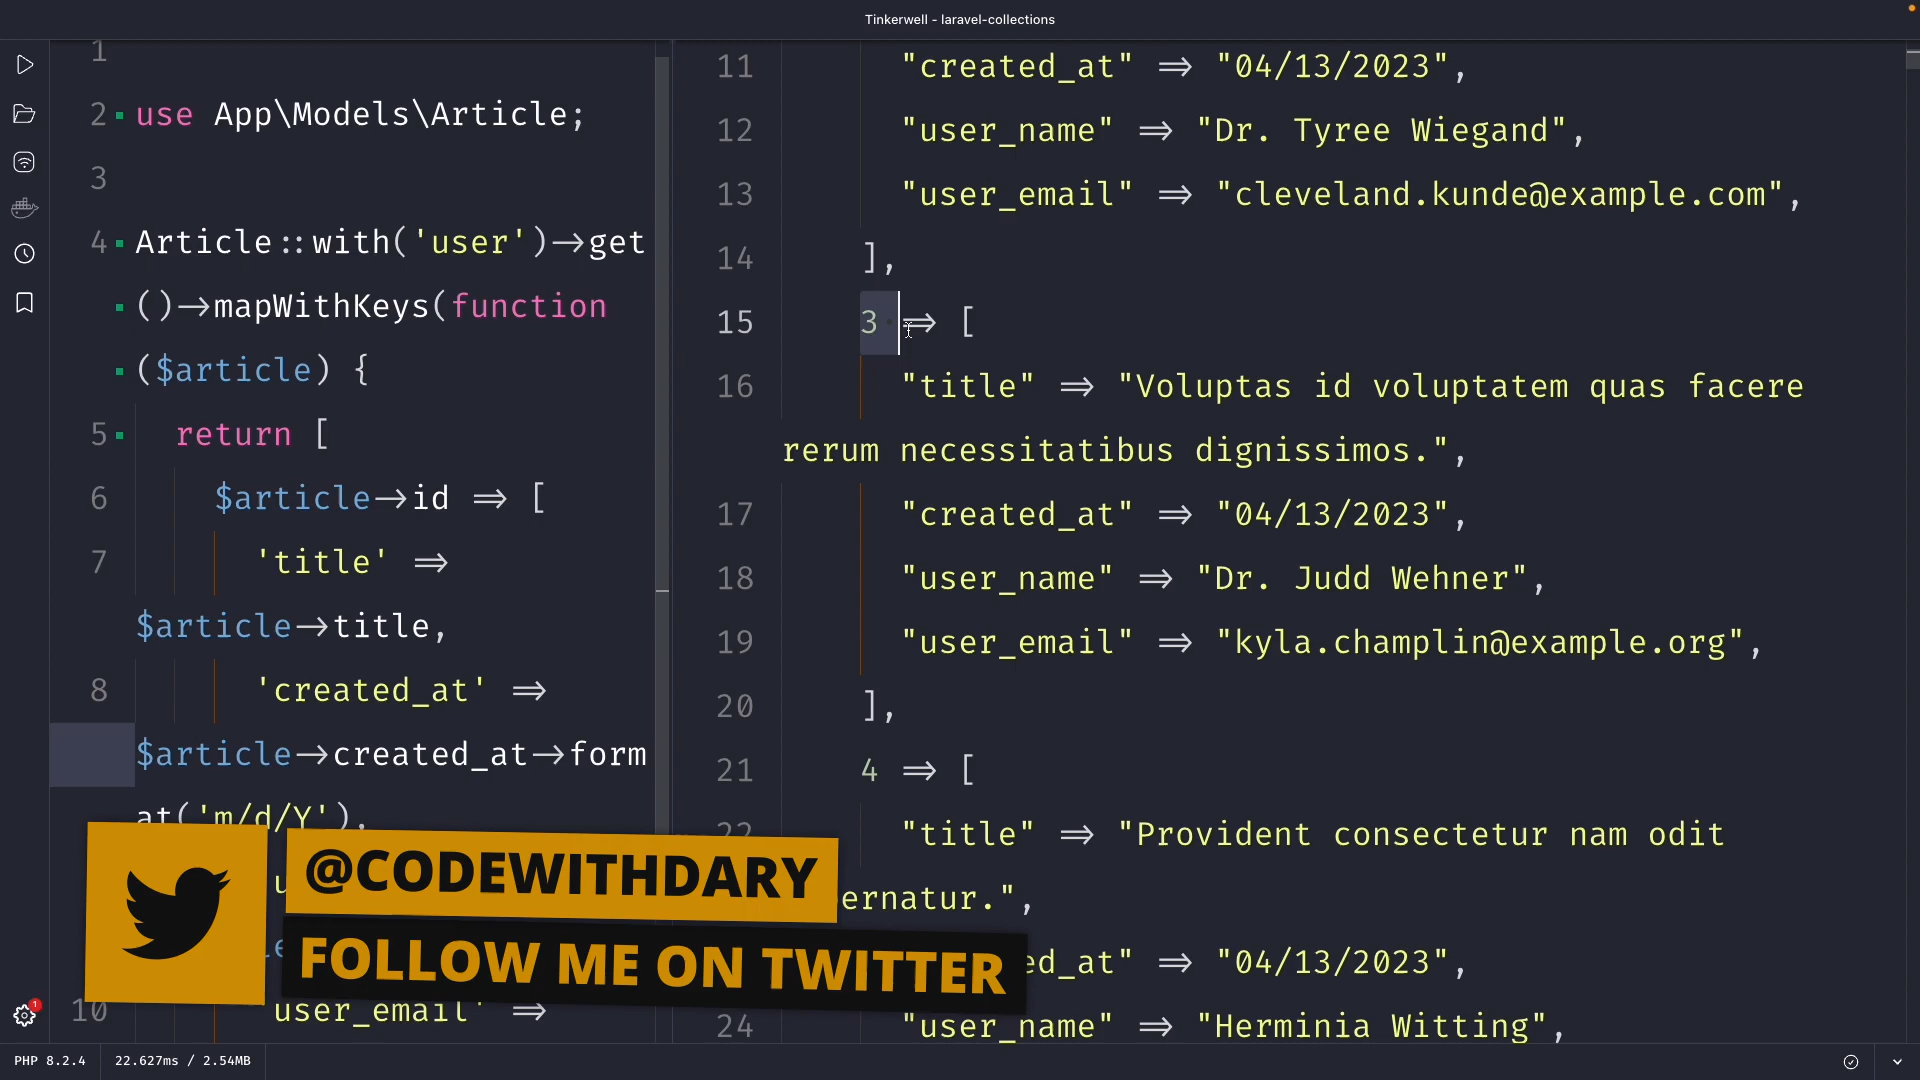 Tinkerwell - laravel-collections
1
2 use App\Models\Article;
3
4 Article::with('user')->get
()->mapWithKeys(function
($article) {
5 return [
6 $article->id => [
7 'title' =>
$article->title,
8 'created_at' =>
$article->created_at->form
at('m/d/Y'),
10 user_email' =>
11 "created_at" => "04/13/2023",
12 "user_name" => "Dr. Tyree Wiegand",
13 "user_email" => "cleveland.kunde@example.com",
14 ],
15 3 => [
16 "title" => "Voluptas id voluptatem quas facere
rerum necessitatibus dignissimos.",
17 "created_at" => "04/13/2023",
18 "user_name" => "Dr. Judd Wehner",
19 "user_email" => "kyla.champlin@example.org",
20 ],
21 4 => [
22 "title" => "Provident consectetur nam odit
ernatur.",
ed_at" => "04/13/2023",
24 "user_name" => "Herminia Witting",
@CODEWITHDARY
FOLLOW ME ON TWITTER
1
PHP 8.2.4
22.627ms / 2.54MB